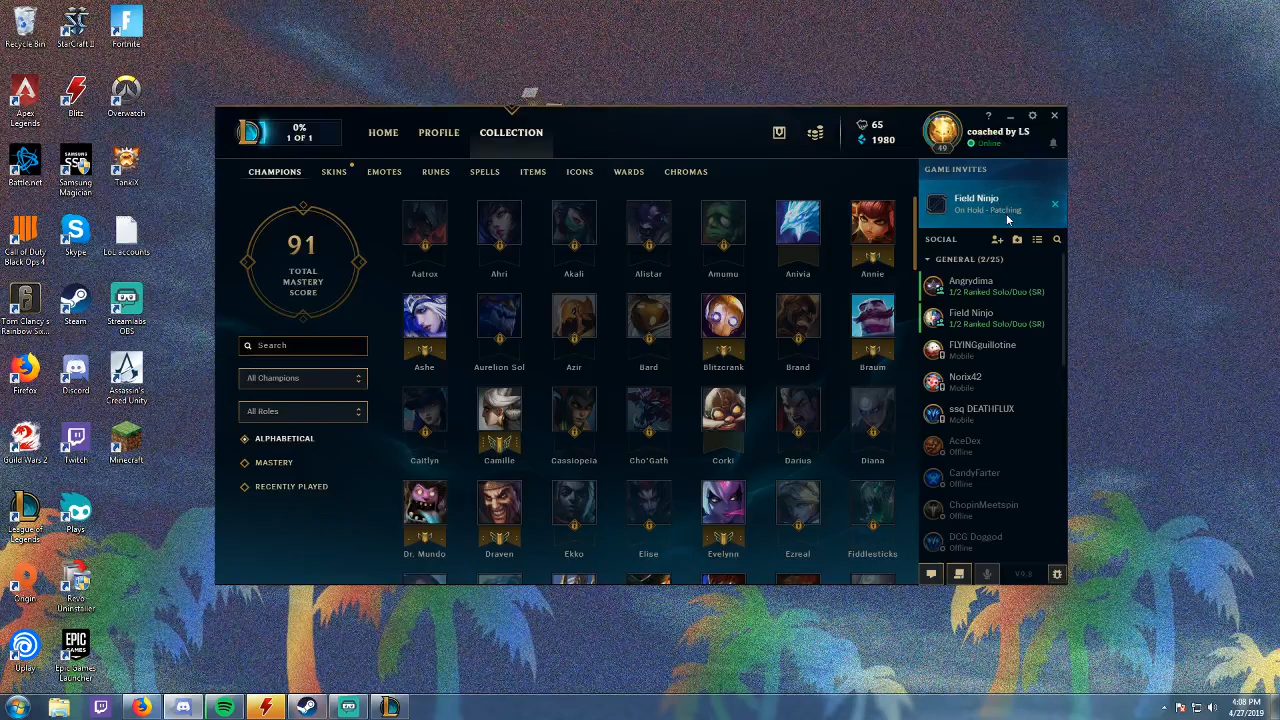 Recycle Bin
StarCraft II
Fortnite
Apex
Legends
Blitz
Overwatch
Battle.net
Samsung
Magician
TankiX
Call of Duty
Black Ops 4
Skype
LoL accounts
Tom Clancy's
Rainbow Six...
Steam
Streamlabs
OBS
Firefox
Discord
Assassin's
Creed Unity
Guild Wars 2
Twitch
Minecraft
League of
Legends
Plays
Origin
Revo
Uninstaller
Uplay
Epic Games
Launcher
0%
1 OF 1
HOME
PROFILE
COLLECTION
65
1980
49
coached by LS
Online
CHAMPIONS
SKINS
EMOTES
RUNES
SPELLS
ITEMS
ICONS
WARDS
CHROMAS
91
TOTAL
MASTERY
SCORE
Search
All Champions
All Roles
ALPHABETICAL
MASTERY
RECENTLY PLAYED
Aatrox
Ahri
Akali
Alistar
Amumu
Anivia
Annie
Ashe
Aurelion Sol
Azir
Bard
Blitzcrank
Brand
Braum
Caitlyn
Camille
Cassiopeia
Cho'Gath
Corki
Darius
Diana
Dr. Mundo
Draven
Ekko
Elise
Evelynn
Ezreal
Fiddlesticks
GAME INVITES
Field Ninjo
On Hold - Patching
SOCIAL
GENERAL (2/25)
Angrydima
1/2 Ranked Solo/Duo (SR)
Field Ninjo
1/2 Ranked Solo/Duo (SR)
FLYINGguillotine
Mobile
Norix42
Mobile
ssq DEATHFLUX
Mobile
AceDex
Offline
CandyFarter
Offline
ChopinMeetspin
Offline
DCG Doggod
Offline
V9.8
4:08 PM
4/27/2019